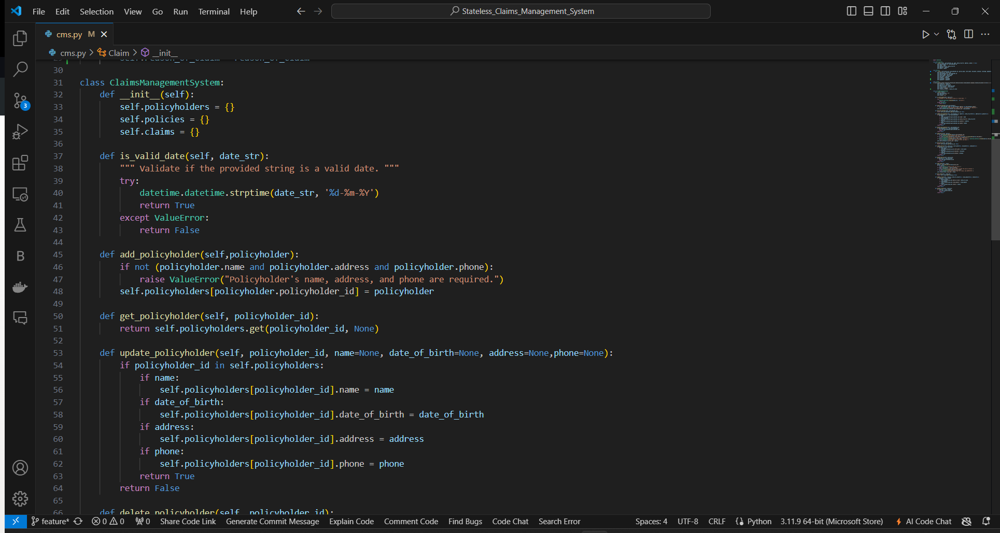 File Edit Selection View Go Run Terminal Help
Stateless_Claims_Management_System
cms.py M
cms.py > Claim > __init__
30
31 class ClaimsManagementSystem:
32     def __init__(self):
33         self.policyholders = {}
34         self.policies = {}
35         self.claims = {}
36
37     def is_valid_date(self, date_str):
38         """ Validate if the provided string is a valid date. """
39         try:
40             datetime.datetime.strptime(date_str, '%d-%m-%Y')
41             return True
42         except ValueError:
43             return False
44
45     def add_policyholder(self,policyholder):
46         if not (policyholder.name and policyholder.address and policyholder.phone):
47             raise ValueError("Policyholder's name, address, and phone are required.")
48         self.policyholders[policyholder.policyholder_id] = policyholder
49
50     def get_policyholder(self, policyholder_id):
51         return self.policyholders.get(policyholder_id, None)
52
53     def update_policyholder(self, policyholder_id, name=None, date_of_birth=None, address=None,phone=None):
54         if policyholder_id in self.policyholders:
55             if name:
56                 self.policyholders[policyholder_id].name = name
57             if date_of_birth:
58                 self.policyholders[policyholder_id].date_of_birth = date_of_birth
59             if address:
60                 self.policyholders[policyholder_id].address = address
61             if phone:
62                 self.policyholders[policyholder_id].phone = phone
63             return True
64         return False
65
66     def delete_policyholder(self, policyholder_id):
3
B
feature* 0 0 0 Share Code Link Generate Commit Message Explain Code Comment Code Find Bugs Code Chat Search Error Spaces: 4 UTF-8 CRLF Python 3.11.9 64-bit (Microsoft Store) AI Code Chat